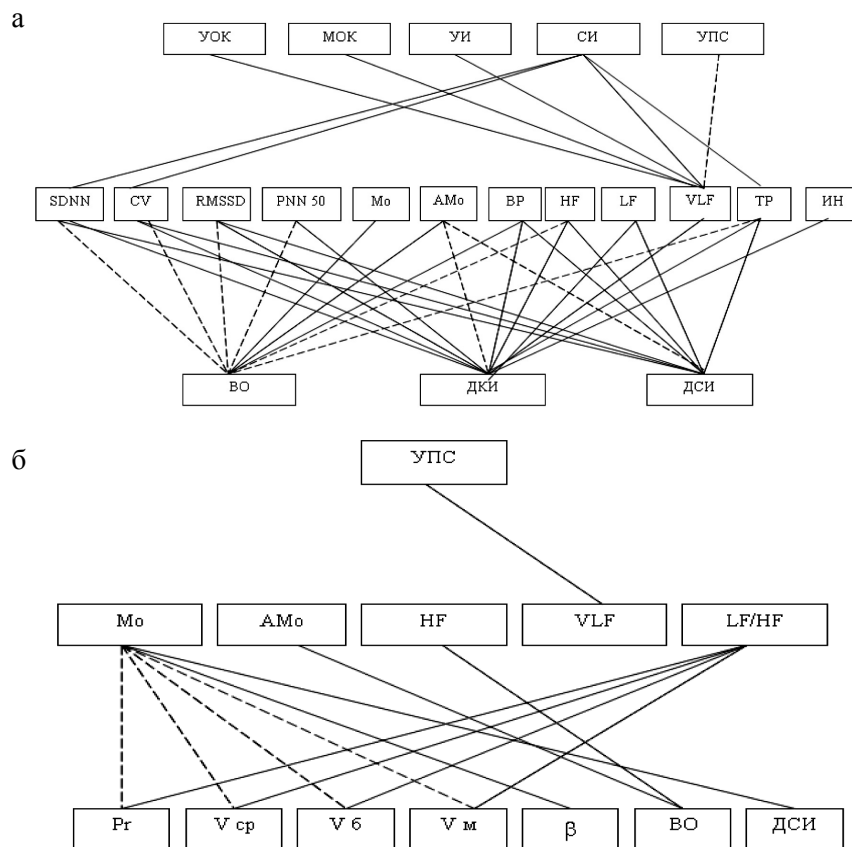 а
УОК МОК УИ СИ УПС
SDNN CV RMSSD PNN 50 Mo AMo ВР HF LF VLF TP ИН
ВО ДКИ ДСИ
б
УПС
Mo AMo HF VLF LF/HF
Pr V ср V б V м β ВО ДСИ